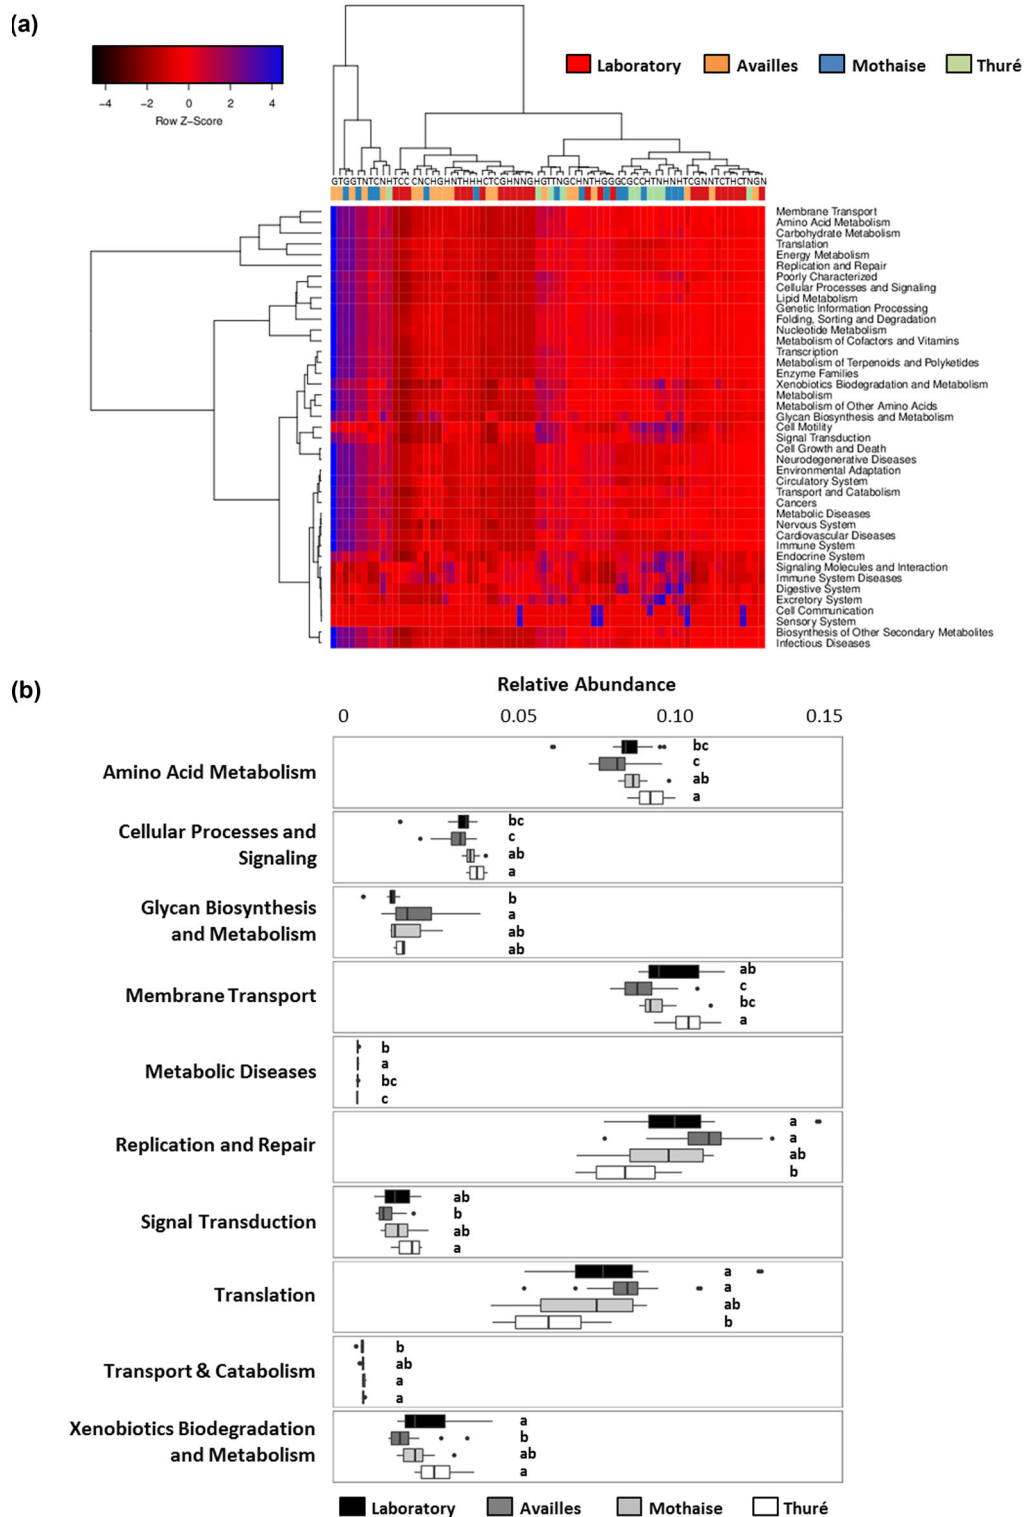 (a)
Laboratory Availles Mothaise Thuré
−4 −2 0 2 4
Row Z−Score
Membrane Transport
Amino Acid Metabolism
Carbohydrate Metabolism
Translation
Energy Metabolism
Replication and Repair
Poorly Characterized
Cellular Processes and Signaling
Lipid Metabolism
Genetic Information Processing
Folding, Sorting and Degradation
Nucleotide Metabolism
Metabolism of Cofactors and Vitamins
Transcription
Metabolism of Terpenoids and Polyketides
Enzyme Families
Xenobiotics Biodegradation and Metabolism
Metabolism
Metabolism of Other Amino Acids
Glycan Biosynthesis and Metabolism
Cell Motility
Signal Transduction
Cell Growth and Death
Neurodegenerative Diseases
Environmental Adaptation
Circulatory System
Transport and Catabolism
Cancers
Metabolic Diseases
Nervous System
Cardiovascular Diseases
Immune System
Endocrine System
Signaling Molecules and Interaction
Immune System Diseases
Digestive System
Excretory System
Cell Communication
Sensory System
Biosynthesis of Other Secondary Metabolites
Infectious Diseases
(b)
Relative Abundance
0 0.05 0.10 0.15
Amino Acid Metabolism
bc
c
ab
a
Cellular Processes and
Signaling
bc
c
ab
a
Glycan Biosynthesis
and Metabolism
b
a
ab
ab
Membrane Transport
ab
c
bc
a
Metabolic Diseases
b
a
bc
c
Replication and Repair
a
a
ab
b
Signal Transduction
ab
b
ab
a
Translation
a
a
ab
b
Transport & Catabolism
b
ab
a
a
Xenobiotics Biodegradation
and Metabolism
a
b
ab
a
Laboratory Availles Mothaise Thuré